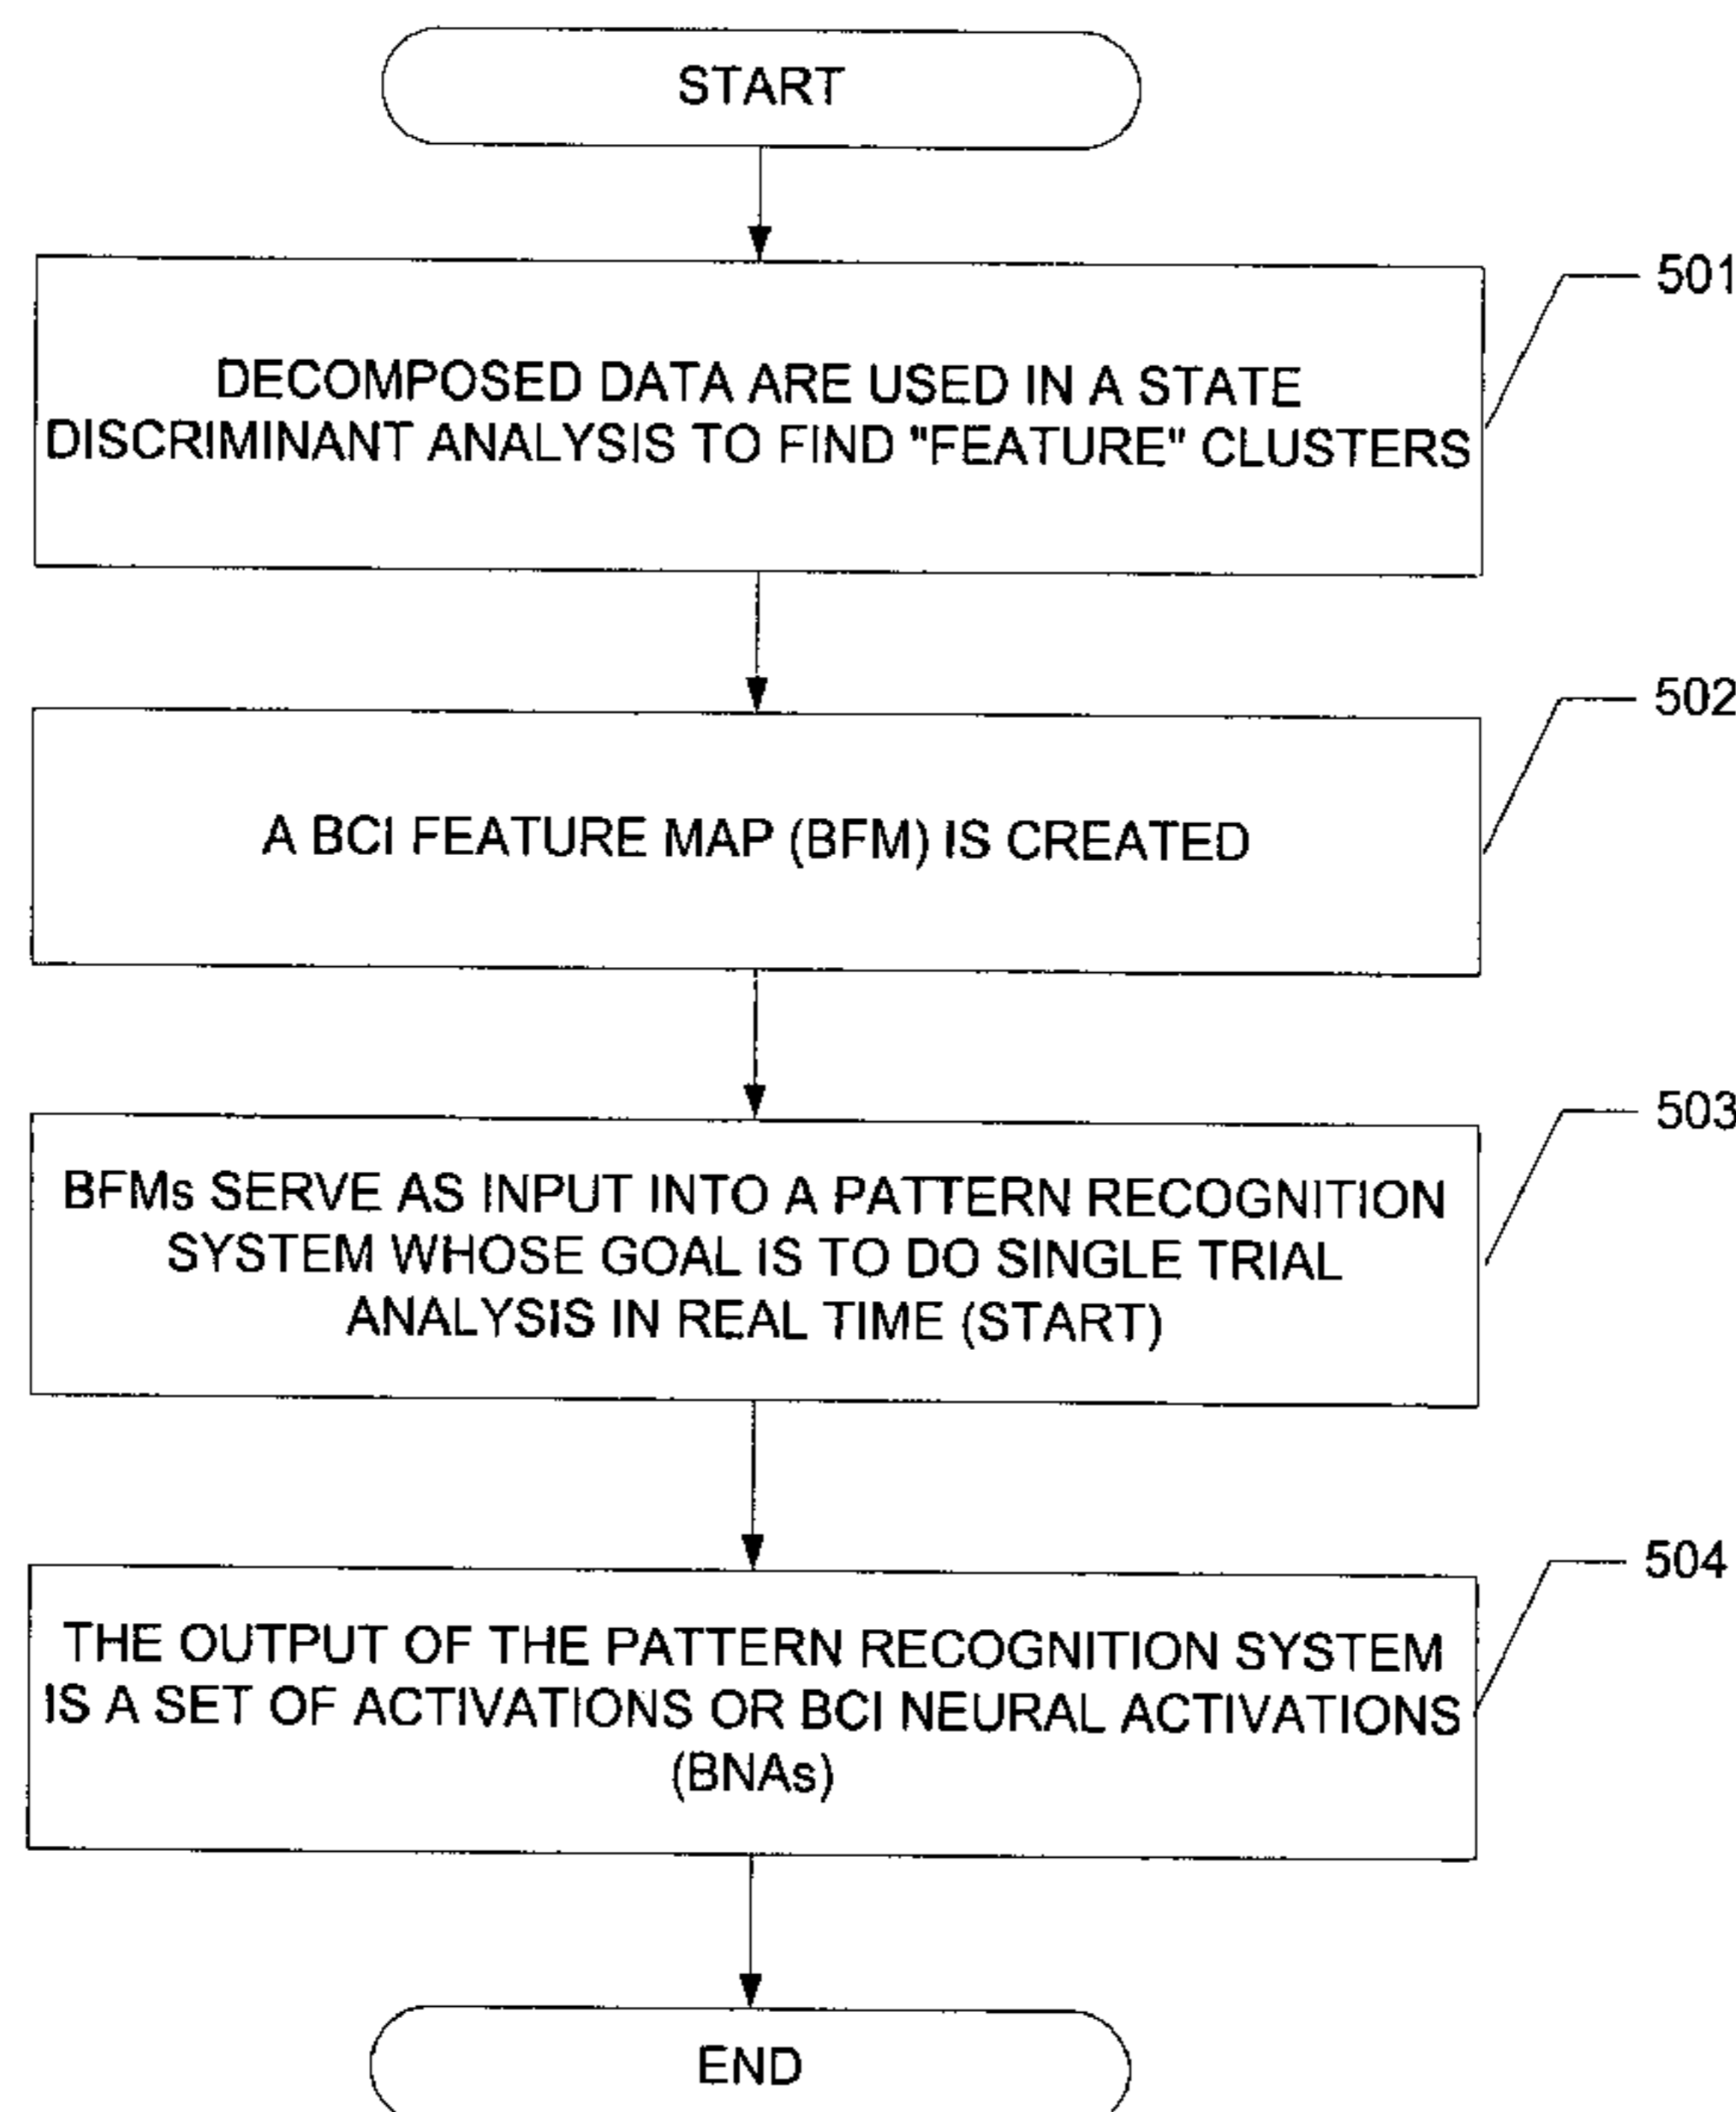 START
501
DECOMPOSED DATA ARE USED IN A STATE
DISCRIMINANT ANALYSIS TO FIND "FEATURE" CLUSTERS
502
A BCI FEATURE MAP (BFM) IS CREATED
503
BFMs SERVE AS INPUT INTO A PATTERN RECOGNITION
SYSTEM WHOSE GOAL IS TO DO SINGLE TRIAL
ANALYSIS IN REAL TIME (START)
504
THE OUTPUT OF THE PATTERN RECOGNITION SYSTEM
IS A SET OF ACTIVATIONS OR BCI NEURAL ACTIVATIONS
(BNAs)
END